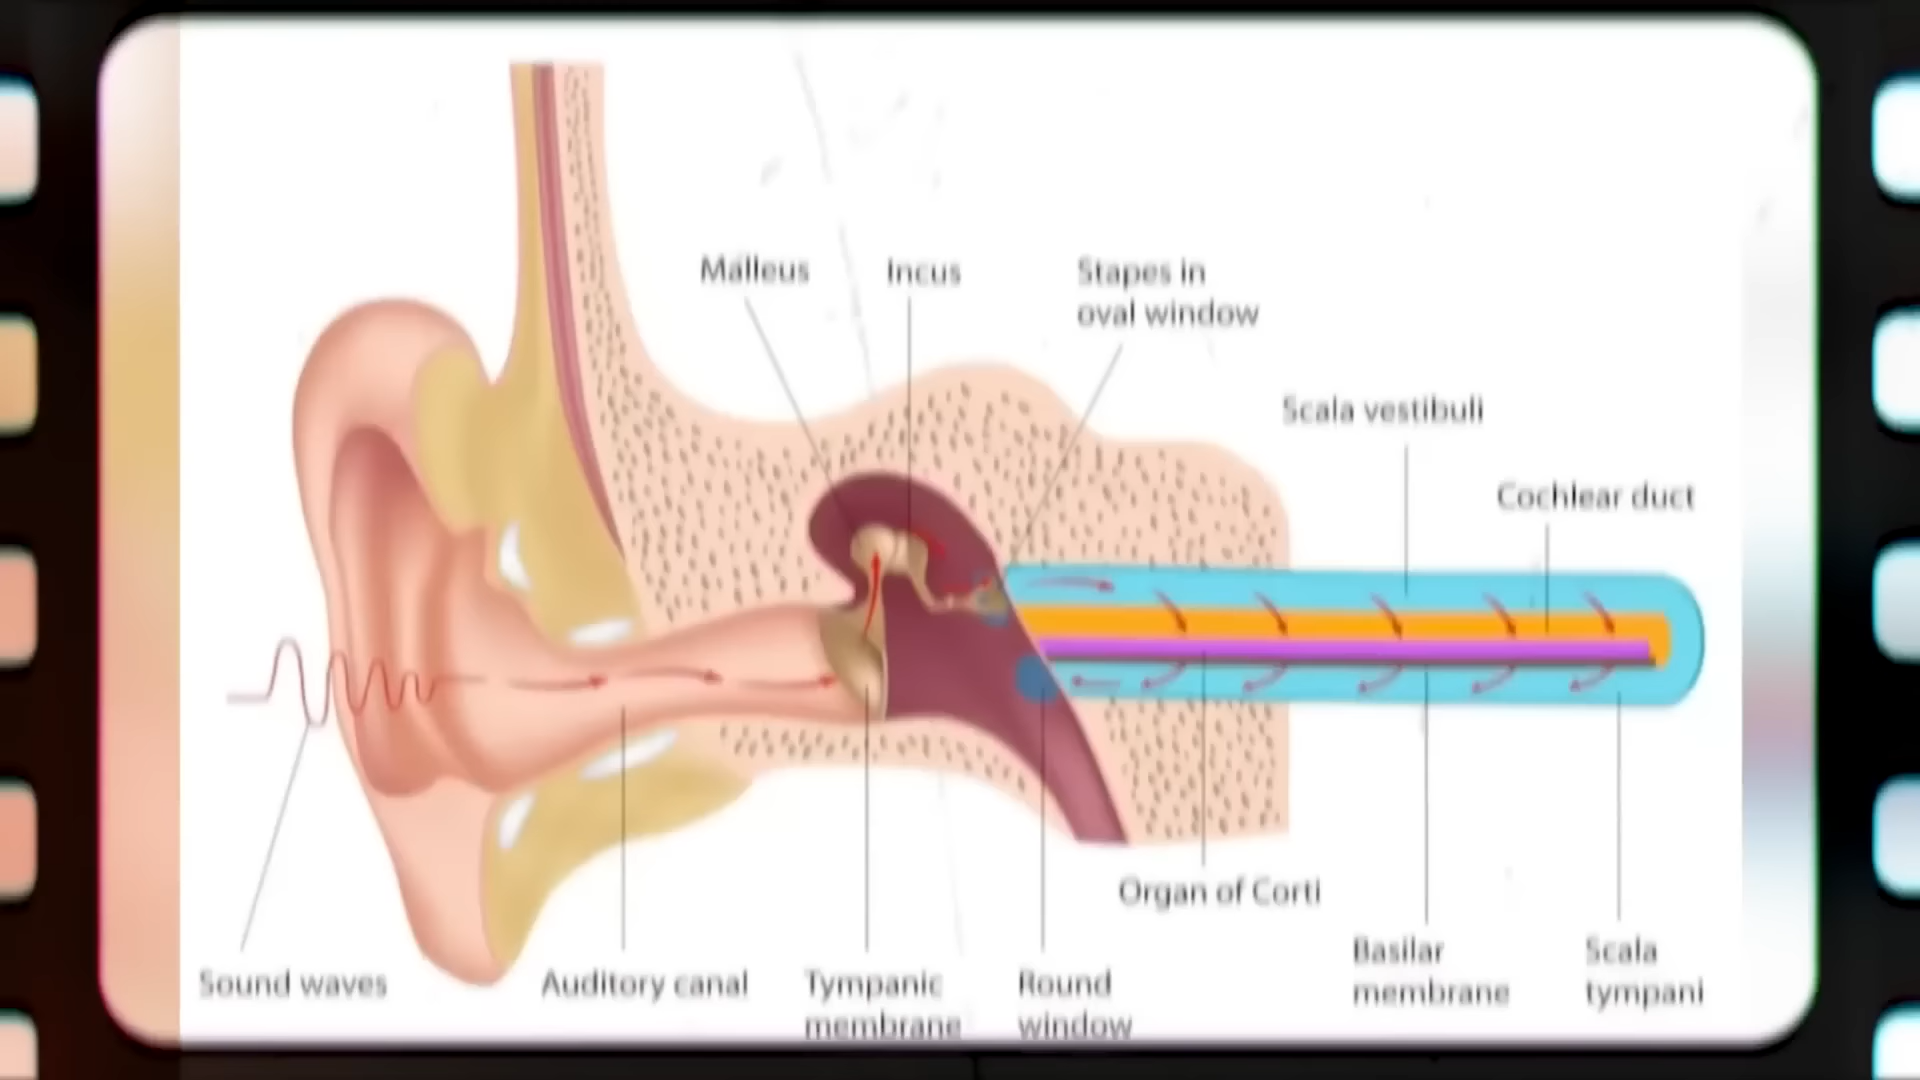 Malleus
Incus
Stapes in
oval window
Scala vestibuli
Cochlear duct
Organ of Corti
Basilar
membrane
Scala
tympani
Sound waves
Auditory canal
Tympanic
membrane
Round
window